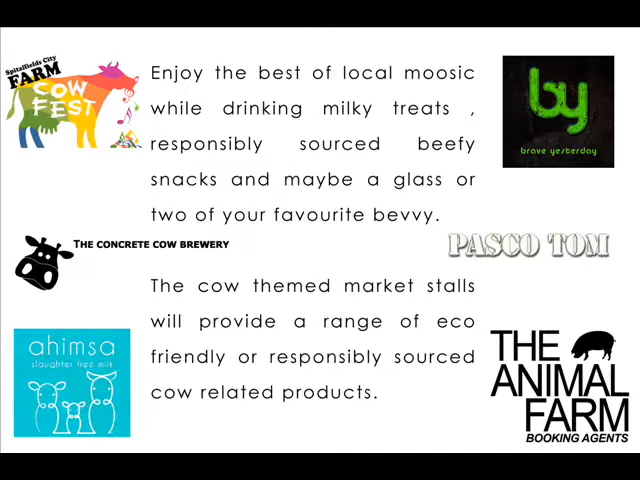 Spitalfields City
FARM
COW
FEST
Enjoy the best of local moosic
while drinking milky treats ,
responsibly sourced beefy
snacks and maybe a glass or
two of your favourite bevvy.
by
brave yesterday
THE CONCRETE COW BREWERY
PASCO TOM
The cow themed market stalls
will provide a range of eco
friendly or responsibly sourced
cow related products.
ahimsa
slaughter free milk
THE
ANIMAL
FARM
BOOKING AGENTS